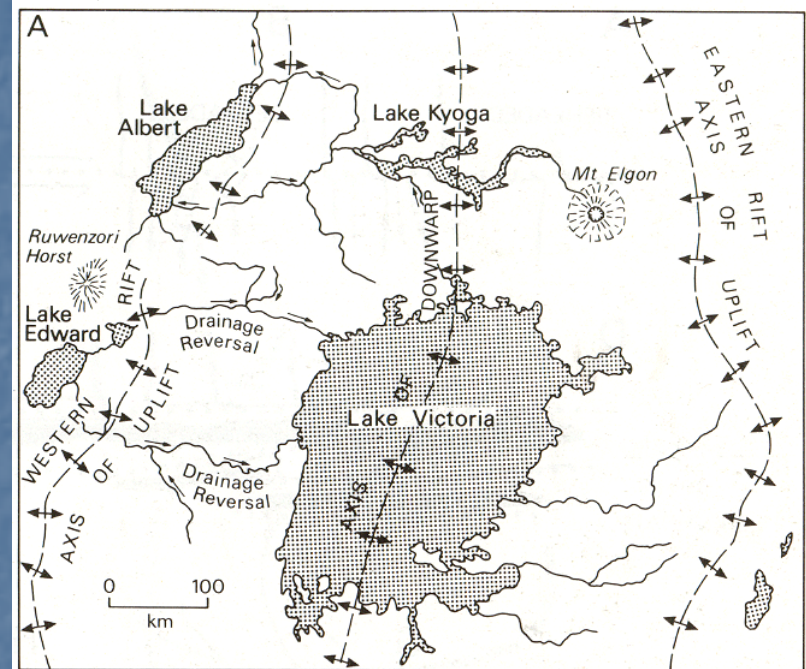 A
Lake
Albert
Lake Kyoga
Mt Elgon
EASTERN RIFT
AXIS OF UPLIFT
Ruwenzori
Horst
Lake
Edward
Drainage
Reversal
DOWNWARP
OF
AXIS
Lake Victoria
WESTERN RIFT
AXIS OF UPLIFT
Drainage
Reversal
0 100
km